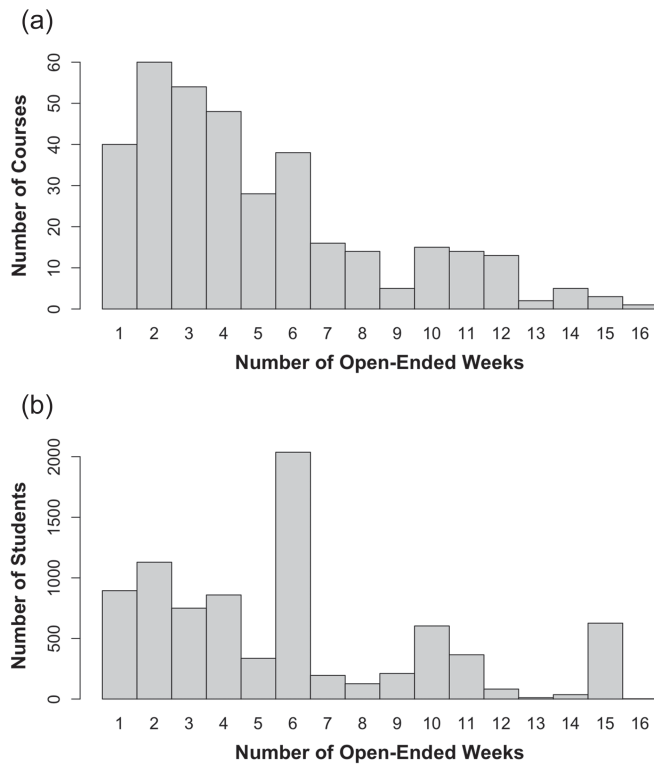 (a)
Number of Courses
60
50
40
30
20
10
0
1 2 3 4 5 6 7 8 9 10 11 12 13 14 15 16
Number of Open-Ended Weeks
(b)
Number of Students
2000
1500
1000
500
0
1 2 3 4 5 6 7 8 9 10 11 12 13 14 15 16
Number of Open-Ended Weeks